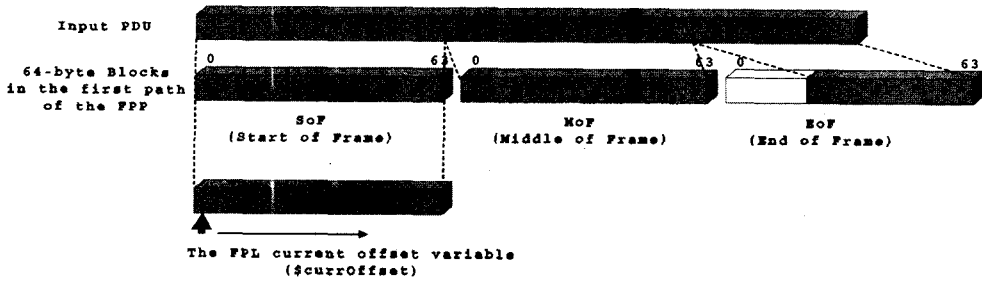 Input PDU
0 63 0 63 0 63
64-byte Blocks
in the first path
of the FPP
SoF
(Start of Frame)
MoF
(Middle of Frame)
EoF
(End of Frame)
The FPL current offset variable
($currOffset)